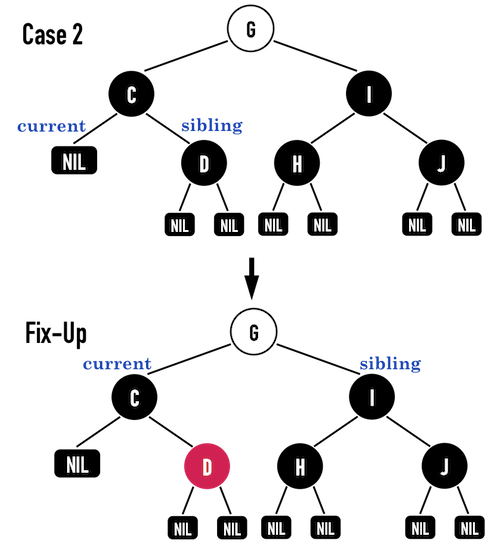 Case 2
G
C
I
current
sibling
NIL
D
H
J
NIL NIL NIL NIL NIL NIL
Fix-Up
G
current
sibling
C
I
NIL
D
H
J
NIL NIL NIL NIL NIL NIL